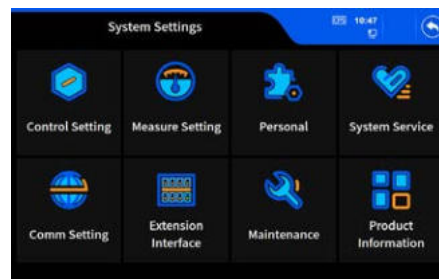 System Settings
10:47
Control Setting
Measure Setting
Personal
System Service
Comm Setting
Extension
Interface
Maintenance
Product
Information